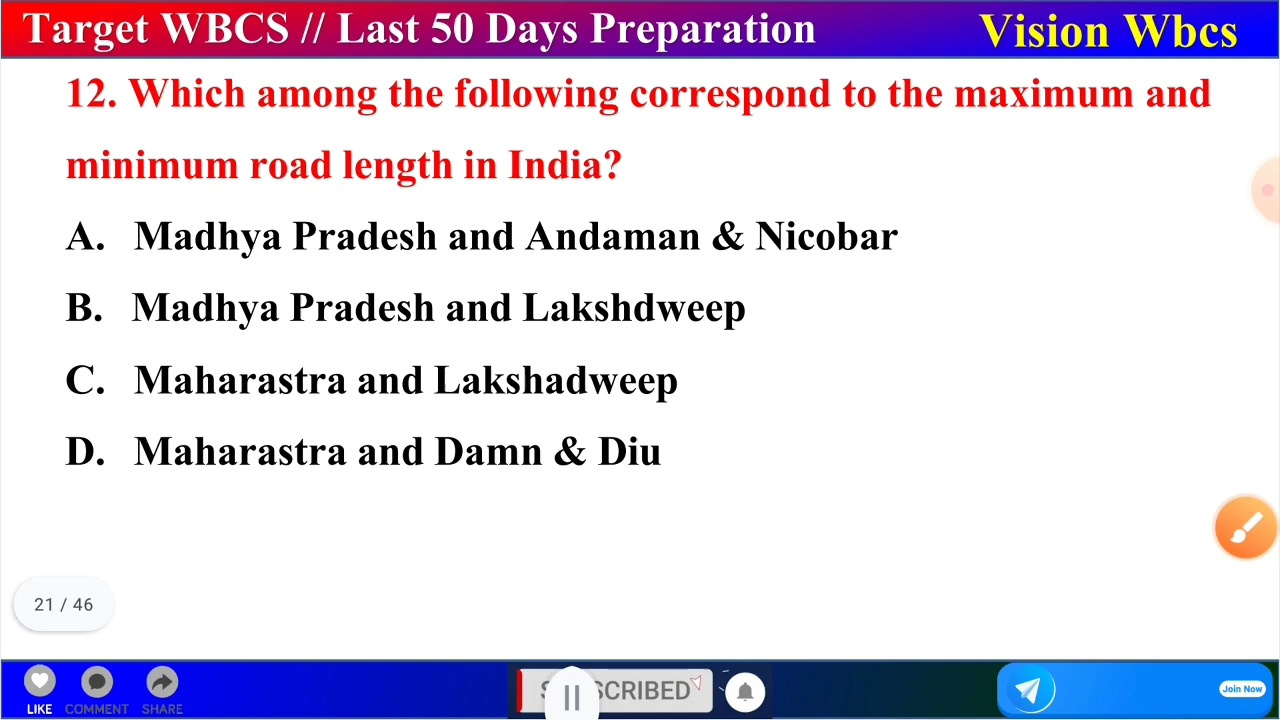 Target WBCS // Last 50 Days Preparation
Vision Wbcs
12. Which among the following correspond to the maximum and
minimum road length in India?
A. Madhya Pradesh and Andaman & Nicobar
B. Madhya Pradesh and Lakshdweep
C. Maharastra and Lakshadweep
D. Maharastra and Damn & Diu
21 / 46
LIKE COMMENT SHARE
Join Now